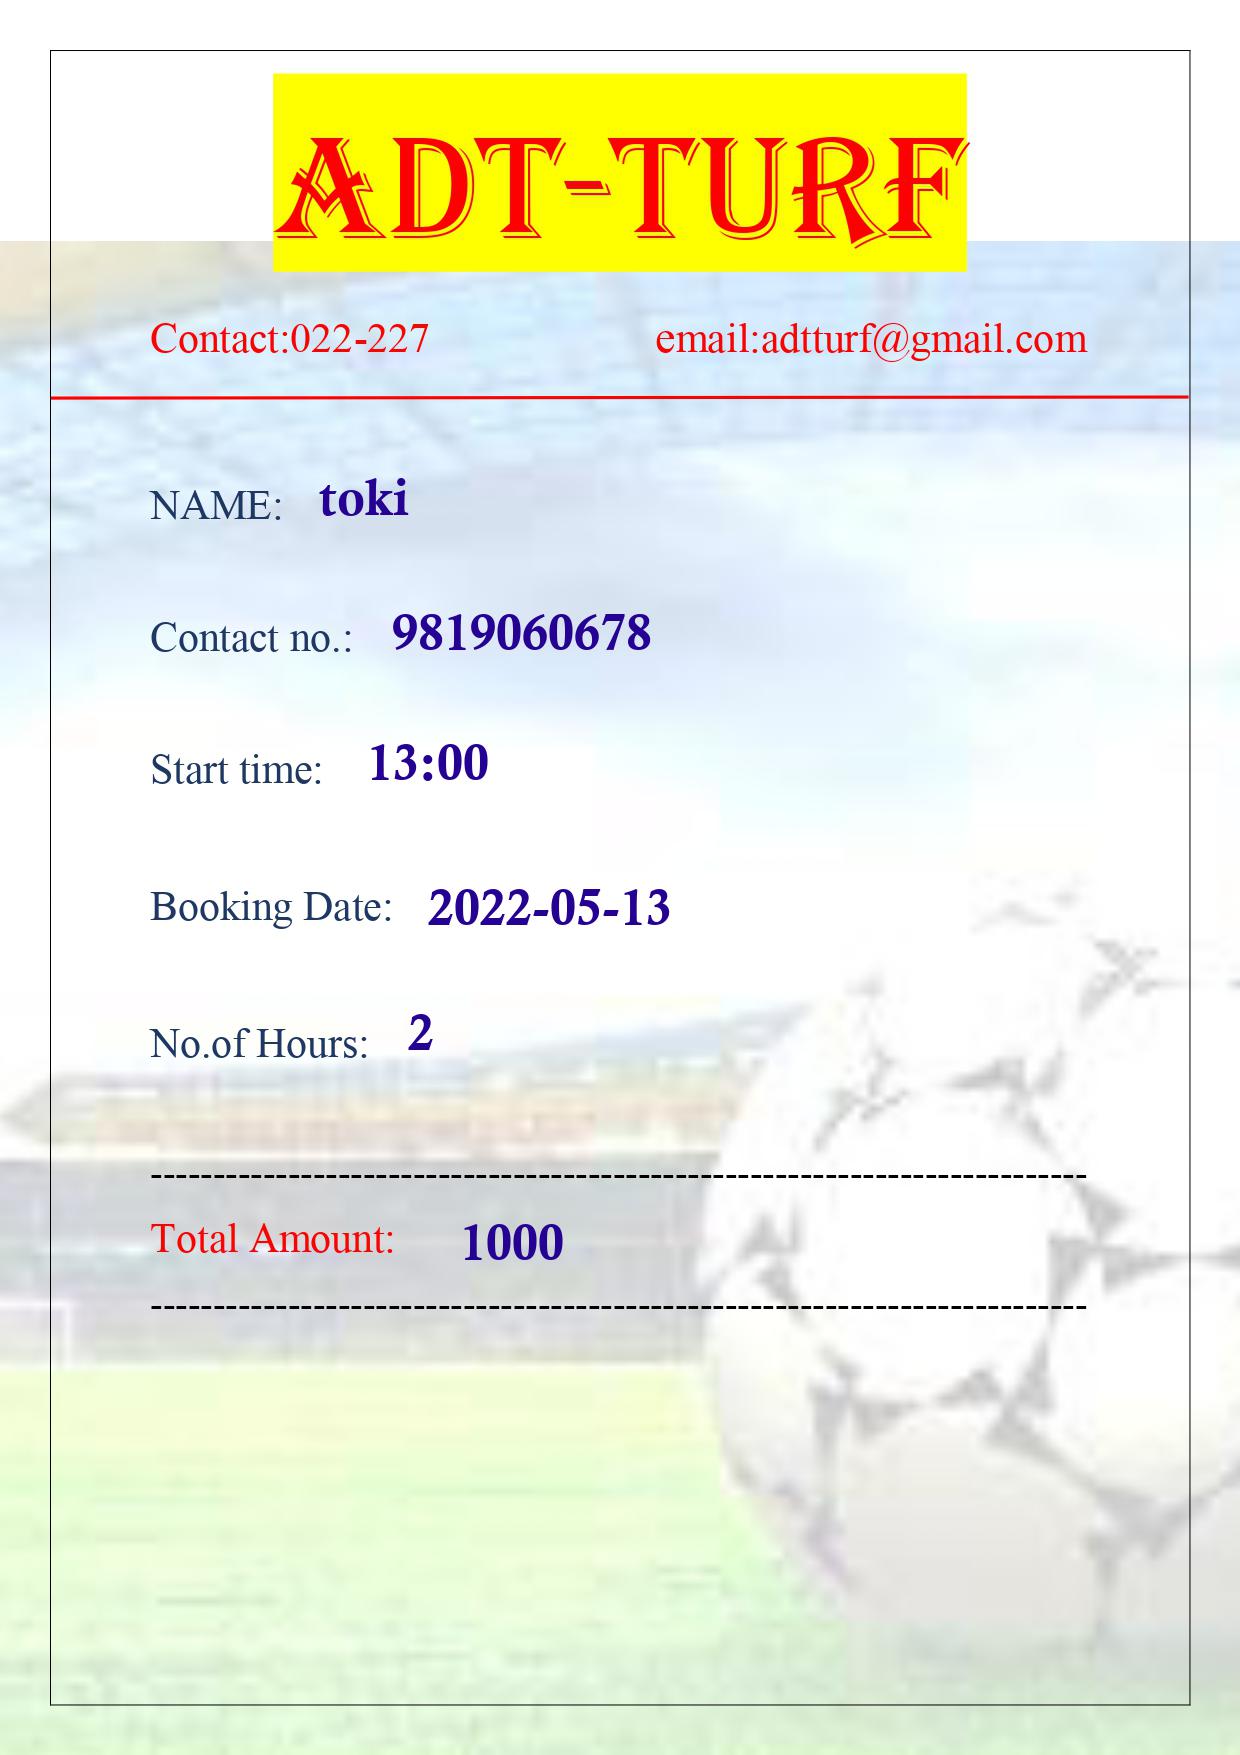 ADT-TURF
Contact:022-227 email:adtturf@gmail.com
NAME: toki
Contact no.: 9819060678
Start time: 13:00
Booking Date: 2022-05-13
No.of Hours: 2
---------------------------------------------------------------------------
Total Amount: 1000
---------------------------------------------------------------------------